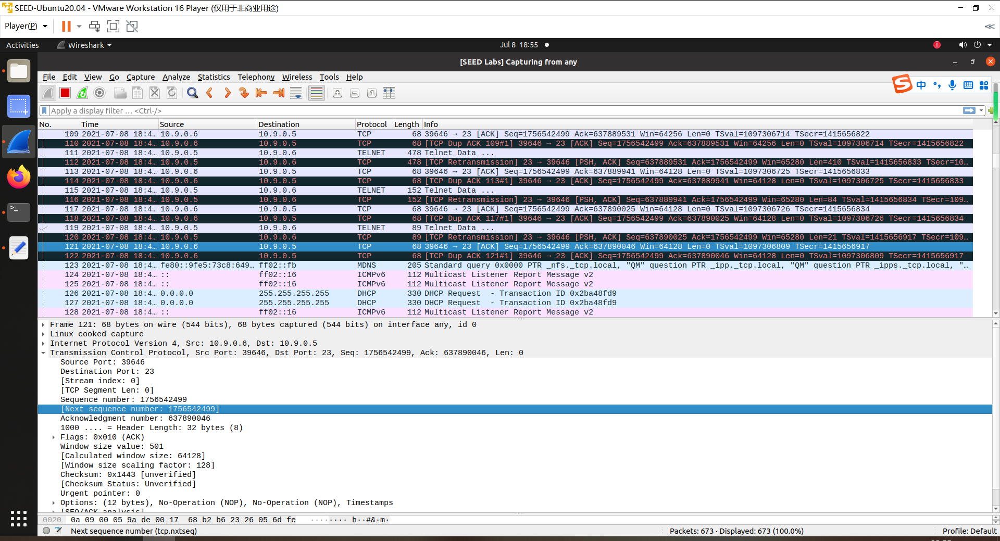 SEED-Ubuntu20.04 - VMware Workstation 16 Player (仅用于非商业用途)
Player(P)
Activities Wireshark Jul 8 18:55
[SEED Labs] Capturing from any
File Edit View Go Capture Analyze Statistics Telephony Wireless Tools Help
中
Apply a display filter … <Ctrl-/>
No. Time Source Destination Protocol Length Info
109 2021-07-08 18:4… 10.9.0.6 10.9.0.5 TCP 68 39646 → 23 [ACK] Seq=1756542499 Ack=637889531 Win=64256 Len=0 TSval=1097306714 TSecr=1415656822
110 2021-07-08 18:4… 10.9.0.6 10.9.0.5 TCP 68 [TCP Dup ACK 109#1] 39646 → 23 [ACK] Seq=1756542499 Ack=637889531 Win=64256 Len=0 TSval=1097306714 TSecr=1415656822
111 2021-07-08 18:4… 10.9.0.5 10.9.0.6 TELNET 478 Telnet Data ...
112 2021-07-08 18:4… 10.9.0.5 10.9.0.6 TCP 478 [TCP Retransmission] 23 → 39646 [PSH, ACK] Seq=637889531 Ack=1756542499 Win=65280 Len=410 TSval=1415656833 TSecr=10…
113 2021-07-08 18:4… 10.9.0.6 10.9.0.5 TCP 68 39646 → 23 [ACK] Seq=1756542499 Ack=637889941 Win=64128 Len=0 TSval=1097306725 TSecr=1415656833
114 2021-07-08 18:4… 10.9.0.6 10.9.0.5 TCP 68 [TCP Dup ACK 113#1] 39646 → 23 [ACK] Seq=1756542499 Ack=637889941 Win=64128 Len=0 TSval=1097306725 TSecr=1415656833
115 2021-07-08 18:4… 10.9.0.5 10.9.0.6 TELNET 152 Telnet Data ...
116 2021-07-08 18:4… 10.9.0.5 10.9.0.6 TCP 152 [TCP Retransmission] 23 → 39646 [PSH, ACK] Seq=637889941 Ack=1756542499 Win=65280 Len=84 TSval=1415656834 TSecr=109…
117 2021-07-08 18:4… 10.9.0.6 10.9.0.5 TCP 68 39646 → 23 [ACK] Seq=1756542499 Ack=637890025 Win=64128 Len=0 TSval=1097306726 TSecr=1415656834
118 2021-07-08 18:4… 10.9.0.6 10.9.0.5 TCP 68 [TCP Dup ACK 117#1] 39646 → 23 [ACK] Seq=1756542499 Ack=637890025 Win=64128 Len=0 TSval=1097306726 TSecr=1415656834
119 2021-07-08 18:4… 10.9.0.5 10.9.0.6 TELNET 89 Telnet Data ...
120 2021-07-08 18:4… 10.9.0.5 10.9.0.6 TCP 89 [TCP Retransmission] 23 → 39646 [PSH, ACK] Seq=637890025 Ack=1756542499 Win=65280 Len=21 TSval=1415656917 TSecr=109…
121 2021-07-08 18:4… 10.9.0.6 10.9.0.5 TCP 68 39646 → 23 [ACK] Seq=1756542499 Ack=637890046 Win=64128 Len=0 TSval=1097306809 TSecr=1415656917
122 2021-07-08 18:4… 10.9.0.6 10.9.0.5 TCP 68 [TCP Dup ACK 121#1] 39646 → 23 [ACK] Seq=1756542499 Ack=637890046 Win=64128 Len=0 TSval=1097306809 TSecr=1415656917
123 2021-07-08 18:4… fe80::9fe5:73c8:649… ff02::fb MDNS 205 Standard query 0x0000 PTR _nfs._tcp.local, "QM" question PTR _ipp._tcp.local, "QM" question PTR _ipps._tcp.local, "…
124 2021-07-08 18:4… :: ff02::16 ICMPv6 112 Multicast Listener Report Message v2
125 2021-07-08 18:4… :: ff02::16 ICMPv6 112 Multicast Listener Report Message v2
126 2021-07-08 18:4… 0.0.0.0 255.255.255.255 DHCP 330 DHCP Request - Transaction ID 0x2ba48fd9
127 2021-07-08 18:4… 0.0.0.0 255.255.255.255 DHCP 330 DHCP Request - Transaction ID 0x2ba48fd9
128 2021-07-08 18:4… :: ff02::16 ICMPv6 112 Multicast Listener Report Message v2
Frame 121: 68 bytes on wire (544 bits), 68 bytes captured (544 bits) on interface any, id 0
Linux cooked capture
Internet Protocol Version 4, Src: 10.9.0.6, Dst: 10.9.0.5
Transmission Control Protocol, Src Port: 39646, Dst Port: 23, Seq: 1756542499, Ack: 637890046, Len: 0
Source Port: 39646
Destination Port: 23
[Stream index: 0]
[TCP Segment Len: 0]
Sequence number: 1756542499
[Next sequence number: 1756542499]
Acknowledgment number: 637890046
1000 .... = Header Length: 32 bytes (8)
Flags: 0x010 (ACK)
Window size value: 501
[Calculated window size: 64128]
[Window size scaling factor: 128]
Checksum: 0x1443 [unverified]
[Checksum Status: Unverified]
Urgent pointer: 0
Options: (12 bytes), No-Operation (NOP), No-Operation (NOP), Timestamps
[SEQ/ACK analysis]
0020 0a 09 00 05 9a de 00 17 68 b2 b6 23 26 05 6d fe ········ h··#&·m·
Next sequence number (tcp.nxtseq) Packets: 673 · Displayed: 673 (100.0%) Profile: Default